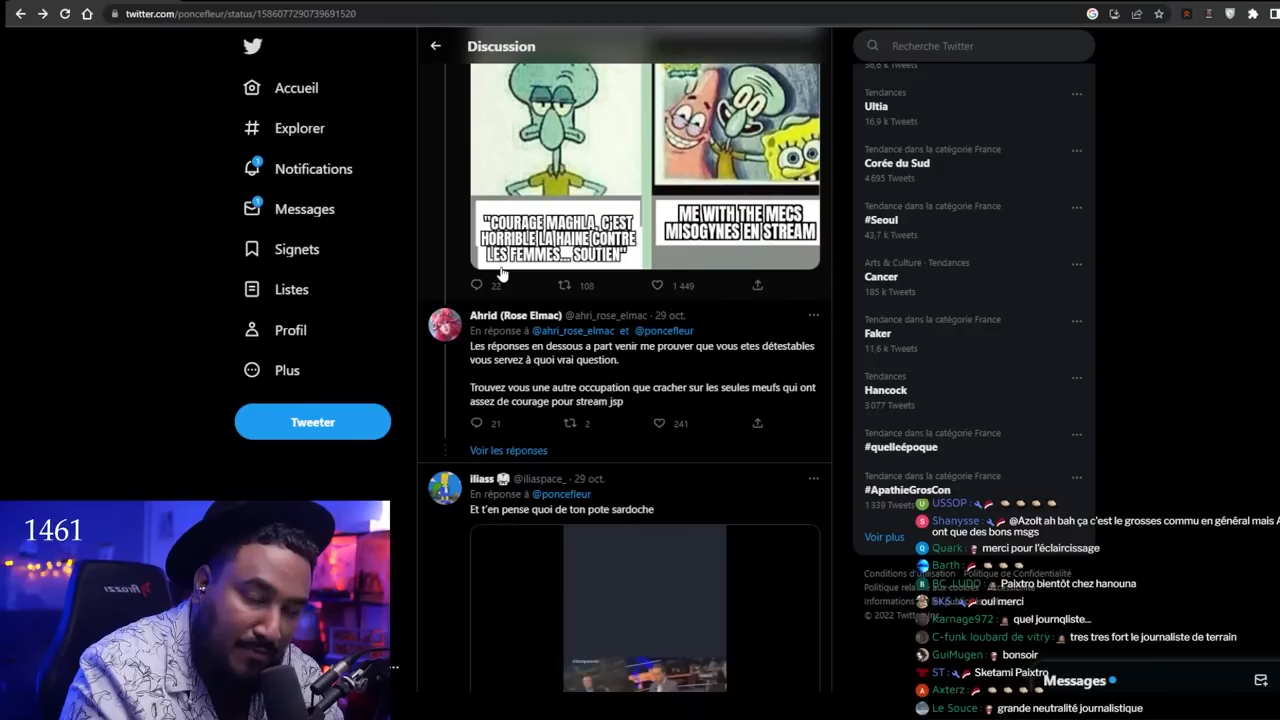 twitter.com/poncefleur/status/1586077290739691520
Accueil
Explorer
Notifications
1
Messages
1
Signets
Listes
Profil
Plus
Tweeter
1461
Discussion
"COURAGE MAGHLA, C'EST
HORRIBLE LA HAINE CONTRE
LES FEMMES... SOUTIEN"
ME WITH THE MECS
MISOGYNES EN STREAM
22 108 1 449
Ahrid (Rose Elmac) @ahri_rose_elmac · 29 oct.
En réponse à @ahri_rose_elmac et @poncefleur
Les réponses en dessous a part venir me prouver que vous etes détestables
vous servez à quoi vrai question.
Trouvez vous une autre occupation que cracher sur les seules meufs qui ont
assez de courage pour stream jsp
21 2 241
Voir les réponses
iliass @iliaspace_ · 29 oct.
En réponse à @poncefleur
Et t'en pense quoi de ton pote sardoche
Recherche Twitter
Tweets
Tendances
Ultia
16,9 k Tweets
Tendance dans la catégorie France
Corée du Sud
4 695 Tweets
Tendance dans la catégorie France
#Seoul
43,7 k Tweets
Arts & Culture · Tendances
Cancer
185 k Tweets
Tendance dans la catégorie France
Faker
11,6 k Tweets
Tendances
Hancock
3 077 Tweets
Tendance dans la catégorie France
#quelleépoque
Tendance dans la catégorie France
#ApathieGrosCon
1 339 Tweets
Voir plus
Conditions d'utilisation Politique de Confidentialité
© 2022
USSOP :
Shanysse : @Azolt ah bah ça c'est le grosses commu en général mais A
ont que des bons msgs
Quark : merci pour l'éclaircissage
Barth :
BC_LUDO : Paixtro bientôt chez hanouna
oui merci
Karnage972 : quel journqliste...
C-funk loubard de vitry : tres tres fort le journaliste de terrain
GuiMugen : bonsoir
ST : Sketami Paixtro
Messages
Axterz :
Le Souce : grande neutralité journalistique